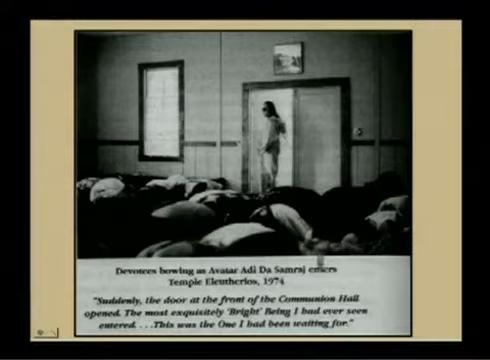 Devotees bowing as Avatar Adi Da Samraj enters
Temple Eleutherios, 1974
"Suddenly, the door at the front of the Communion Hall
opened. The most exquisitely 'Bright' Being I had ever seen
entered. . . .This was the One I had been waiting for."